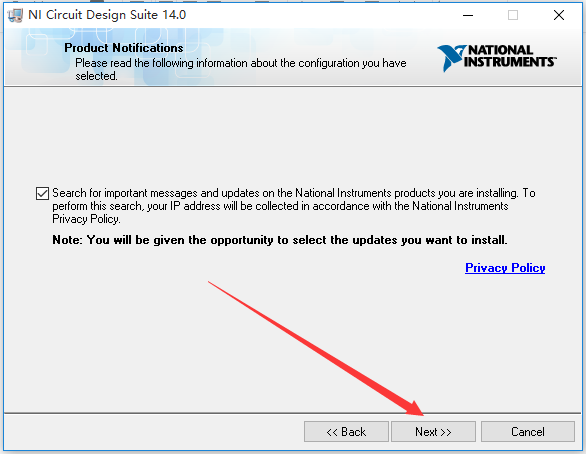 NI Circuit Design Suite 14.0
Product Notifications
Please read the following information about the configuration you have
selected.
NATIONAL
INSTRUMENTS™
Search for important messages and updates on the National Instruments products you are installing. To
perform this search, your IP address will be collected in accordance with the National Instruments
Privacy Policy.
Note: You will be given the opportunity to select the updates you want to install.
Privacy Policy
<< Back
Next >>
Cancel